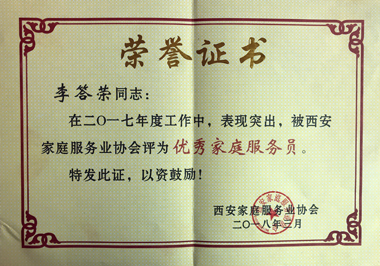 荣誉证书
李答荣同志：
在二〇一七年度工作中，表现突出，被西安
家庭服务业协会评为优秀家庭服务员。
特发此证，以资鼓励！
西安家庭服务业协会
二〇一八年二月